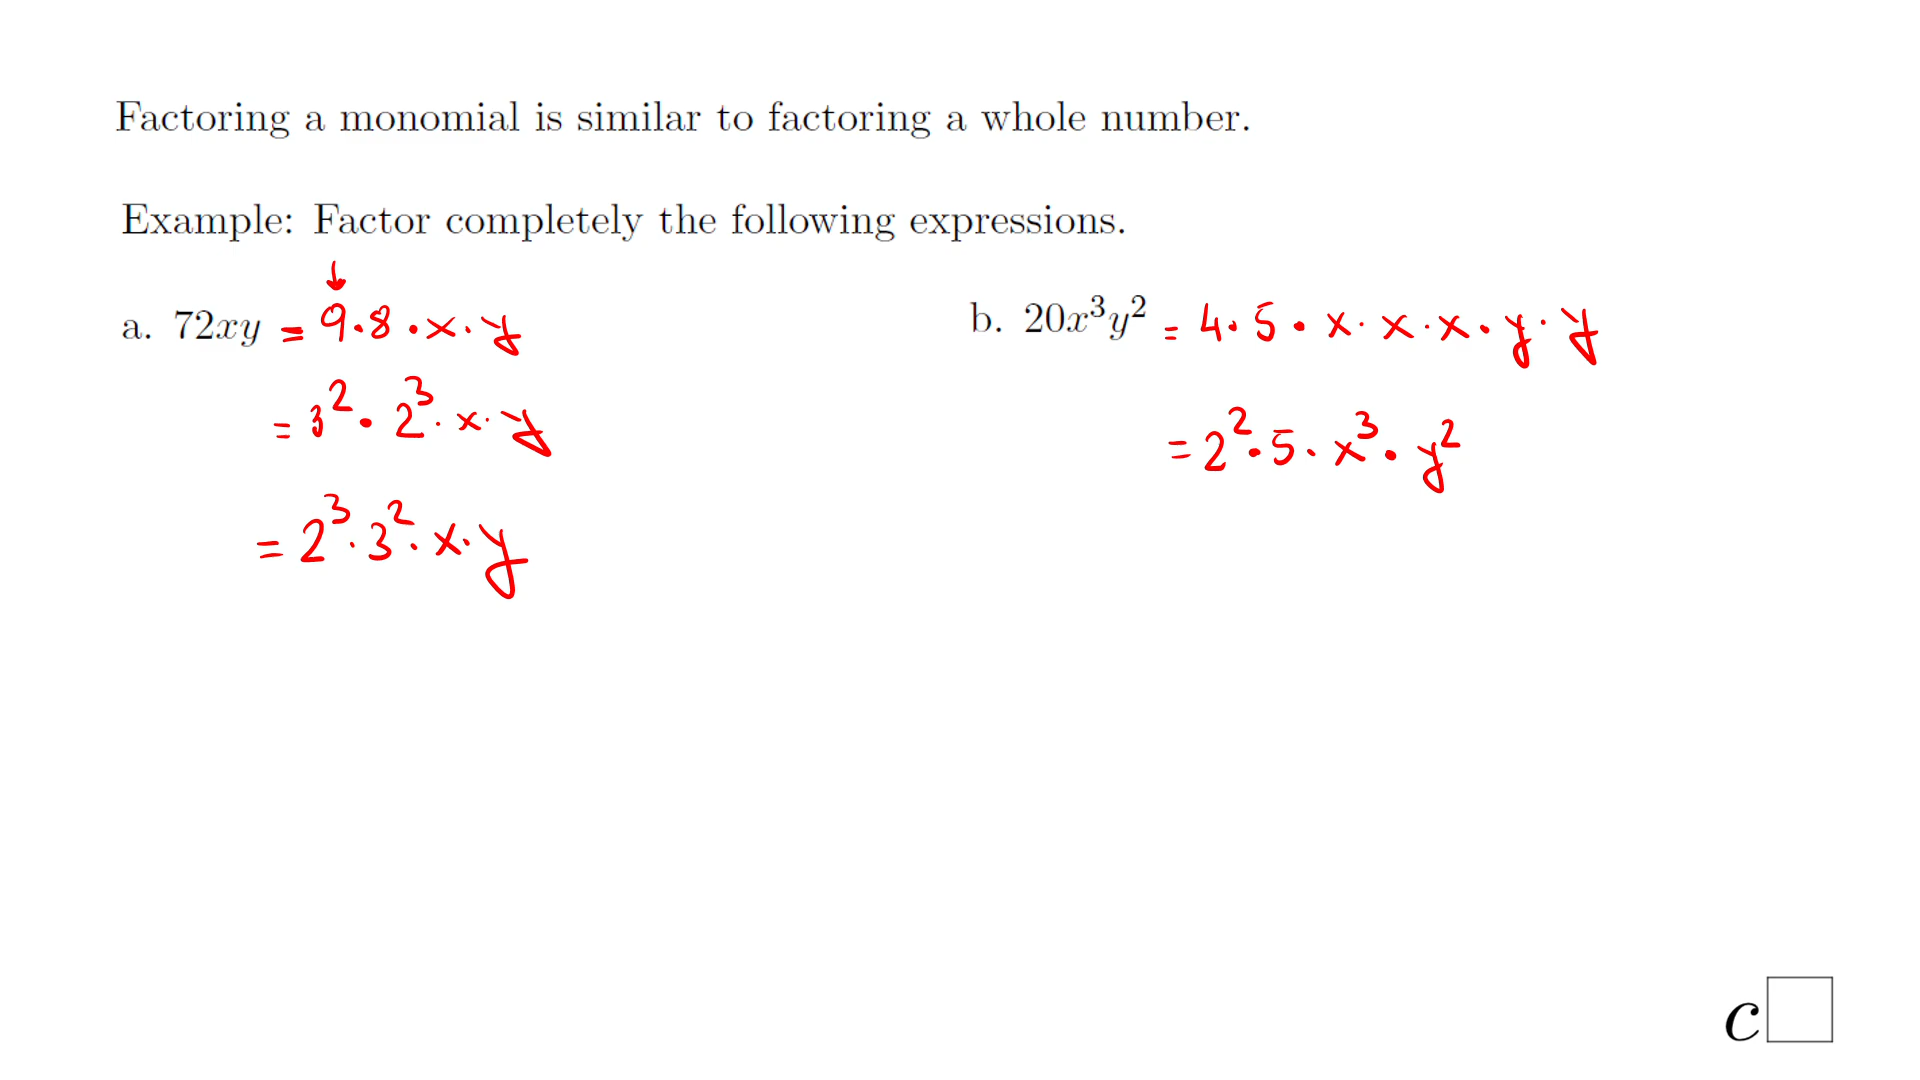 Factoring a monomial is similar to factoring a whole number.
Example: Factor completely the following expressions.
a. 72xy = 9·8·x·y
= 3²·2³·x·y
= 2³·3²·x·y
b. 20x³y² = 4·5·x·x·x·y·y
= 2²·5·x³·y²
c